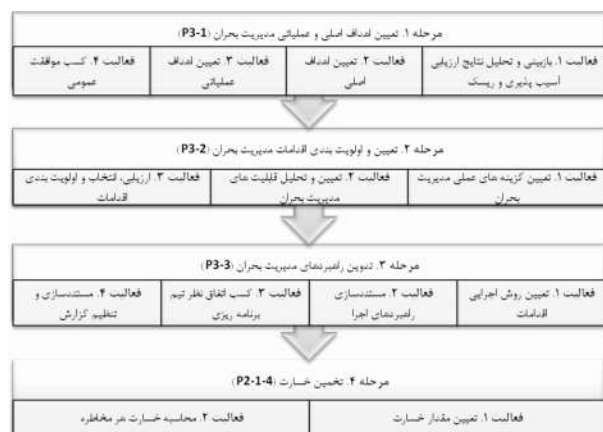 مرحله ۱. تعیین اهداف اصلی و عملیاتی مدیریت بحران (P3-1)
فعالیت ۱. بازبینی و تحلیل نتایج ارزیابی
آسیب پذیری و ریسک
فعالیت ۲. تعیین اهداف
اصلی
فعالیت ۳. تعیین اهداف
عملیاتی
فعالیت ۴. کسب موافقت
عمومی
مرحله ۲. تعیین و اولویت بندی اقدامات مدیریت بحران (P3-2)
فعالیت ۱. تعیین گزینه های عملی مدیریت
بحران
فعالیت ۲. تعیین و تحلیل قابلیت های
مدیریت بحران
فعالیت ۳. ارزیابی، انتخاب و اولویت بندی
اقدامات
مرحله ۳. تدوین راهبردهای مدیریت بحران (P3-3)
فعالیت ۱. تعیین روش اجرایی
اقدامات
فعالیت ۲. مستندسازی
راهبردهای اجرا
فعالیت ۳. کسب اتفاق نظر تیم
برنامه ریزی
فعالیت ۴. مستندسازی و
تنظیم گزارش
مرحله ۴. تخمین خسارت (P2-1-4)
فعالیت ۱. تعیین مقدار خسارت
فعالیت ۲. محاسبه خسارت هر مخاطره